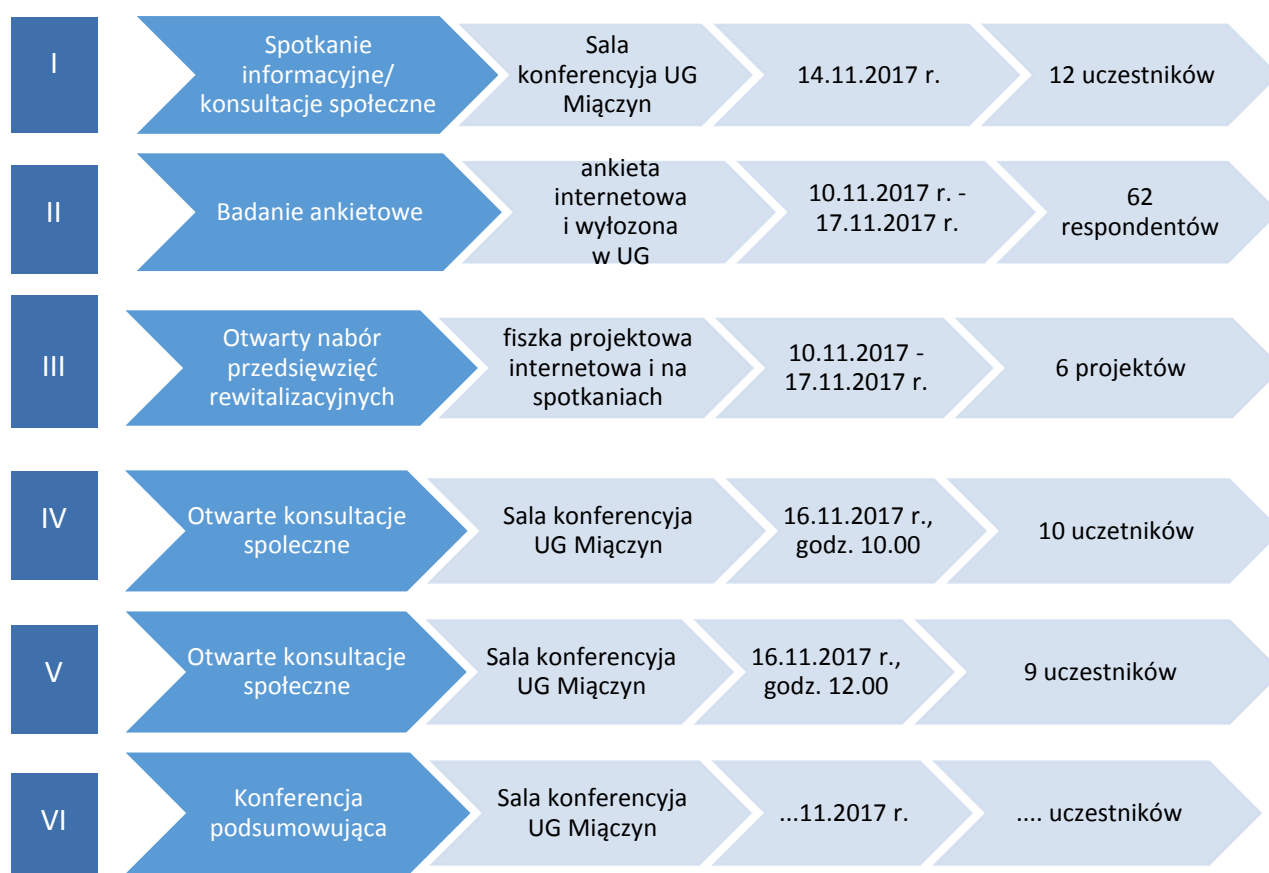 I
Spotkanie
informacyjne/
konsultacje społeczne
Sala
konferencyja UG
Miączyn
14.11.2017 r.
12 uczestników
II
Badanie ankietowe
ankieta
internetowa
i wyłozona
w UG
10.11.2017 r. -
17.11.2017 r.
62
respondentów
III
Otwarty nabór
przedsięwzięć
rewitalizacyjnych
fiszka projektowa
internetowa i na
spotkaniach
10.11.2017 -
17.11.2017 r.
6 projektów
IV
Otwarte konsultacje
spoleczne
Sala konferencyja
UG Miączyn
16.11.2017 r.,
godz. 10.00
10 uczetników
V
Otwarte konsultacje
społeczne
Sala konferencyja
UG Miączyn
16.11.2017 r.,
godz. 12.00
9 uczestników
VI
Konferencja
podsumowująca
Sala konferencyja
UG Miączyn
...11.2017 r.
.... uczestników